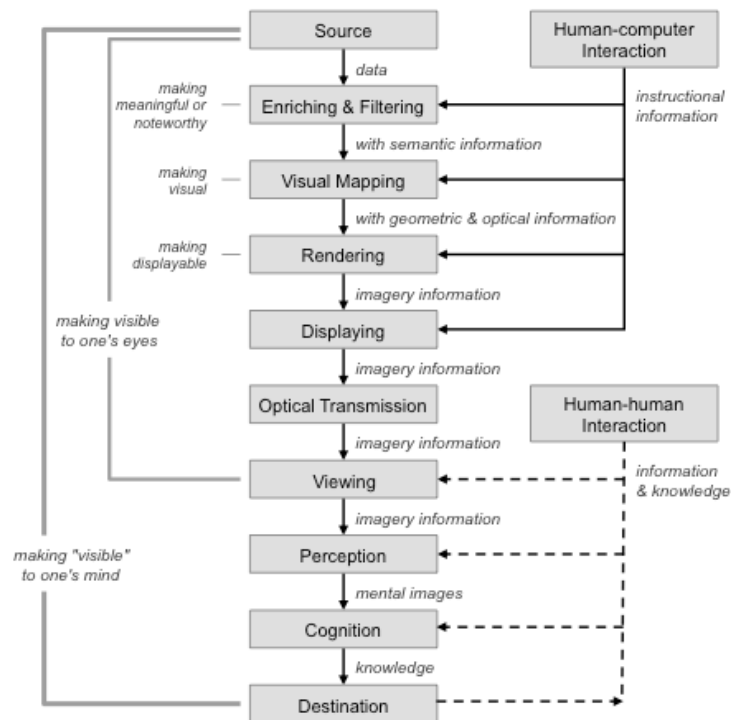 Source
Human-computer
Interaction
data
making
meaningful or
noteworthy
Enriching & Filtering
instructional
information
with semantic information
making
visual
Visual Mapping
with geometric & optical information
making
displayable
Rendering
imagery information
making visible
to one's eyes
Displaying
imagery information
Optical Transmission
Human-human
Interaction
imagery information
Viewing
information
& knowledge
imagery information
making "visible"
to one's mind
Perception
mental images
Cognition
knowledge
Destination